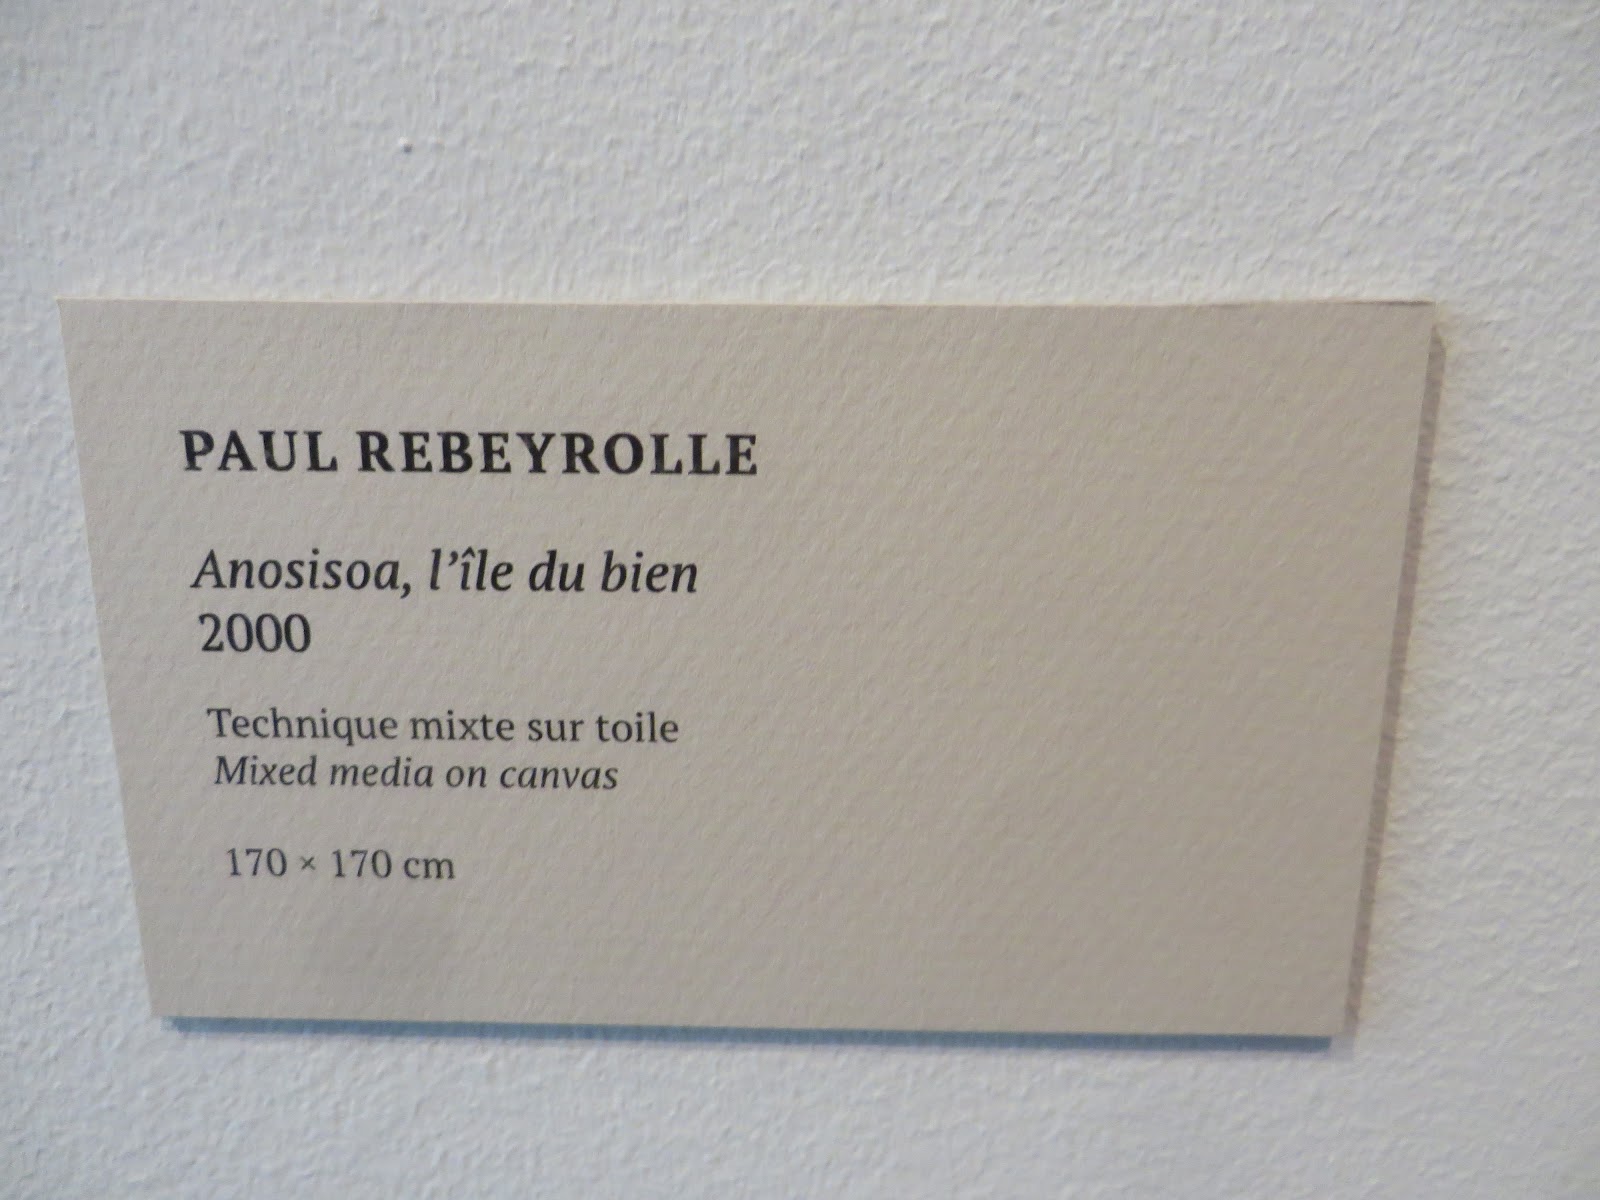 PAUL REBEYROLLE
Anosisoa, l’île du bien
2000
Technique mixte sur toile
Mixed media on canvas
170 × 170 cm